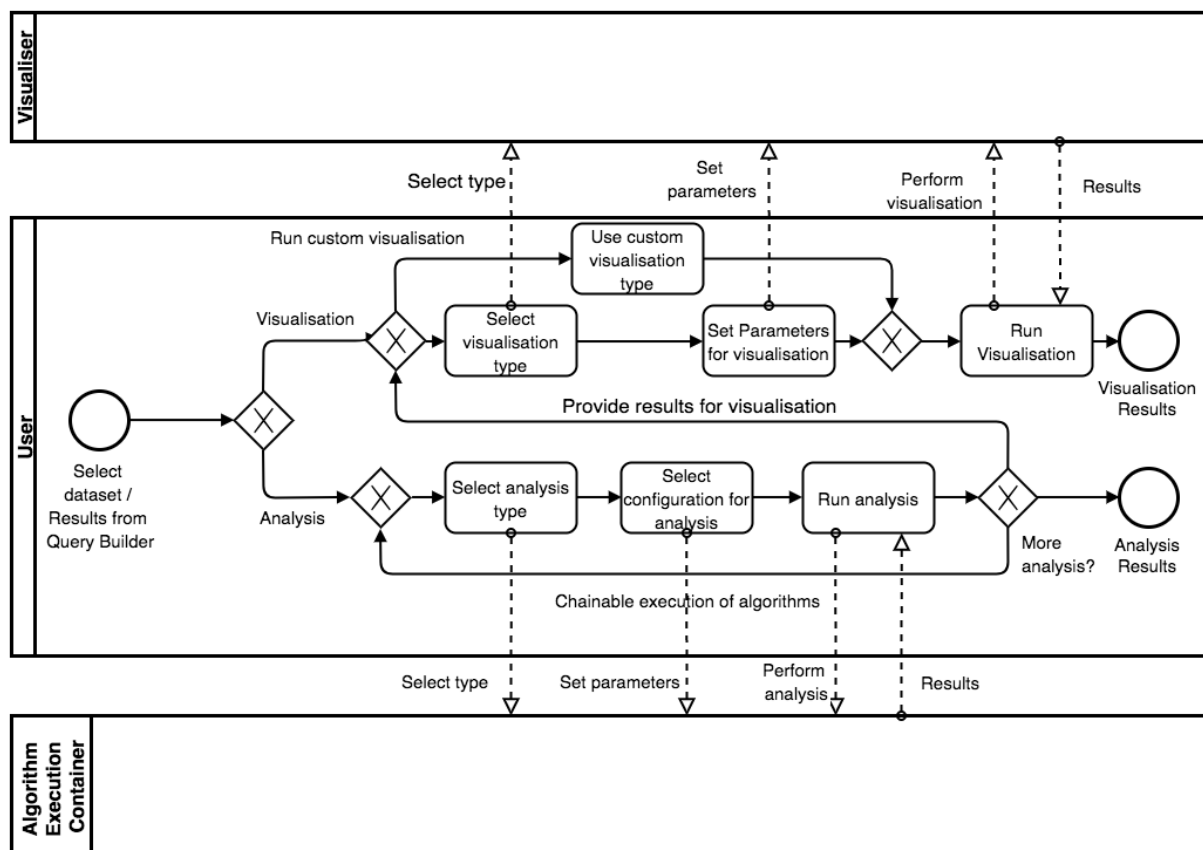 Visualiser
Select type
Set
parameters
Perform
visualisation
Results
User
Run custom visualisation
Use custom
visualisation
type
Visualisation
Select
visualisation
type
Set Parameters
for visualisation
Run
Visualisation
Visualisation
Results
Provide results for visualisation
Select
dataset /
Results from
Query Builder
Analysis
Select analysis
type
Select
configuration for
analysis
Run analysis
More
analysis?
Analysis
Results
Chainable execution of algorithms
Select type
Set parameters
Perform
analysis
Results
Algorithm
Execution
Container